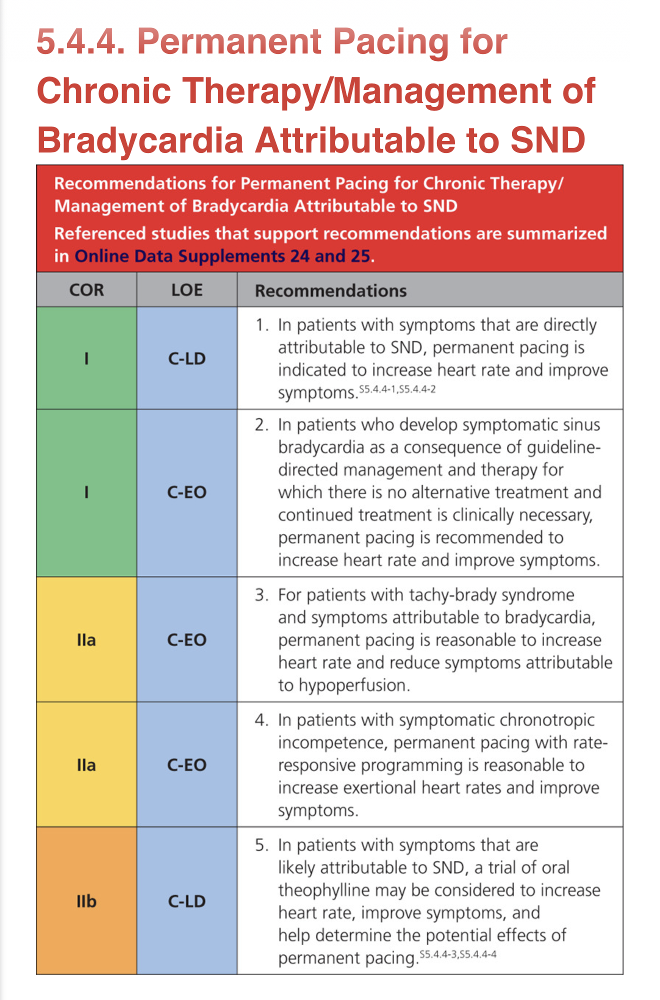 5.4.4. Permanent Pacing for
Chronic Therapy/Management of
Bradycardia Attributable to SND
Recommendations for Permanent Pacing for Chronic Therapy/
Management of Bradycardia Attributable to SND
Referenced studies that support recommendations are summarized
in Online Data Supplements 24 and 25.
COR LOE Recommendations
I C-LD 1. In patients with symptoms that are directly
attributable to SND, permanent pacing is
indicated to increase heart rate and improve
symptoms.S5.4.4-1,S5.4.4-2
I C-EO 2. In patients who develop symptomatic sinus
bradycardia as a consequence of guideline-
directed management and therapy for
which there is no alternative treatment and
continued treatment is clinically necessary,
permanent pacing is recommended to
increase heart rate and improve symptoms.
IIa C-EO 3. For patients with tachy-brady syndrome
and symptoms attributable to bradycardia,
permanent pacing is reasonable to increase
heart rate and reduce symptoms attributable
to hypoperfusion.
IIa C-EO 4. In patients with symptomatic chronotropic
incompetence, permanent pacing with rate-
responsive programming is reasonable to
increase exertional heart rates and improve
symptoms.
IIb C-LD 5. In patients with symptoms that are
likely attributable to SND, a trial of oral
theophylline may be considered to increase
heart rate, improve symptoms, and
help determine the potential effects of
permanent pacing.S5.4.4-3,S5.4.4-4